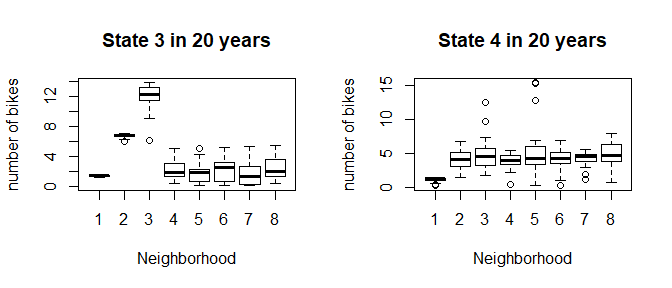 State 3 in 20 years
number of bikes
12
8
4
0
1 2 3 4 5 6 7 8
Neighborhood
State 4 in 20 years
number of bikes
15
10
5
0
1 2 3 4 5 6 7 8
Neighborhood